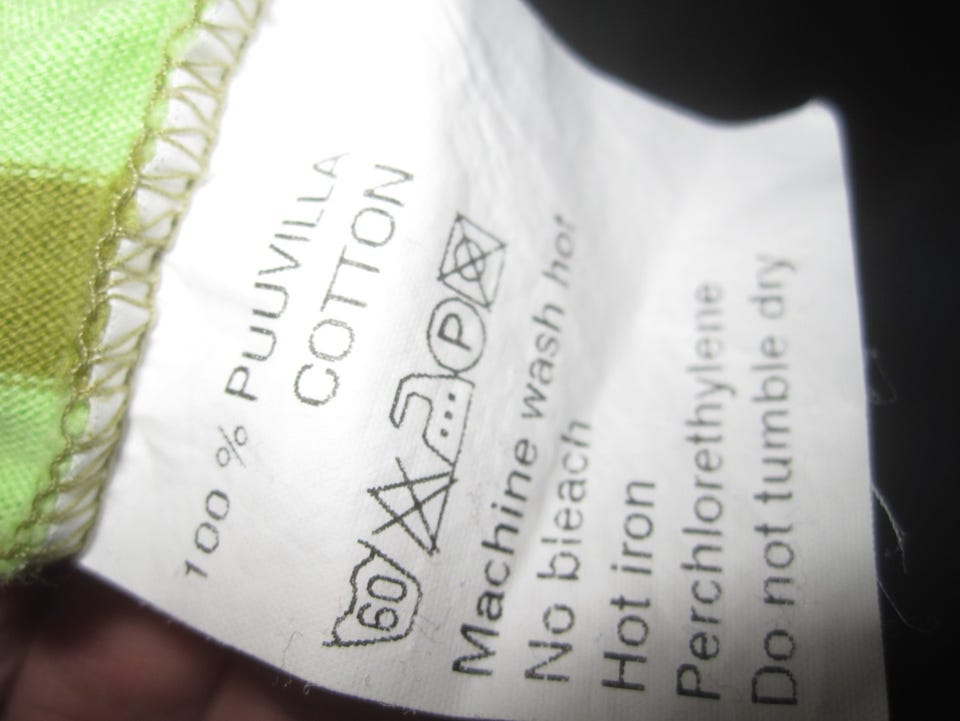 100 % PUUVILLA
COTTON
60 P
Machine wash hot
No bleach
Hot iron
Perchlorethylene
Do not tumble dry